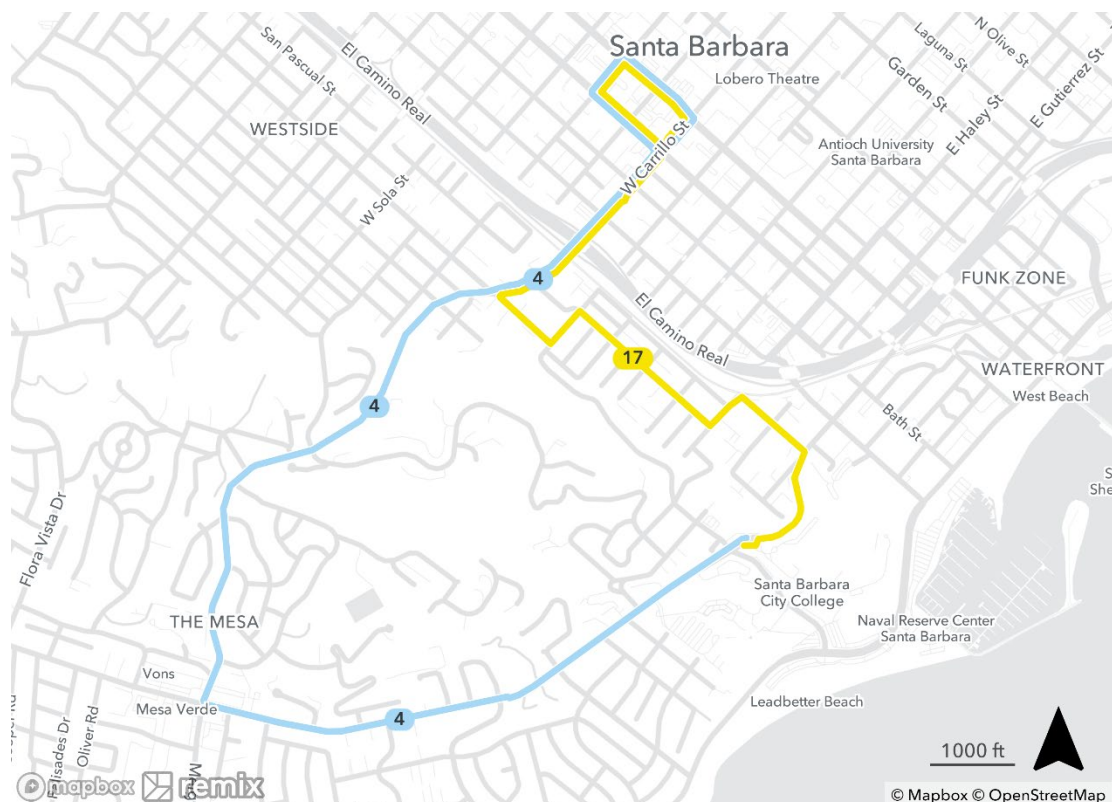 Santa Barbara
Lobero Theatre
N Olive St
Laguna St
Garden St
E Gutierrez St
E Haley St
San Pascual St
El Camino Real
WESTSIDE
Antioch University
Santa Barbara
W Carrillo St
W Sola St
4
FUNK ZONE
El Camino Real
17
WATERFRONT
West Beach
4
Bath St
Flora Vista Dr
Santa Barbara
City College
THE MESA
Naval Reserve Center
Santa Barbara
Vons
Mesa Verde
Leadbetter Beach
4
Oliver Rd
Palisades Dr
1000 ft
mapbox
remix
© Mapbox © OpenStreetMap